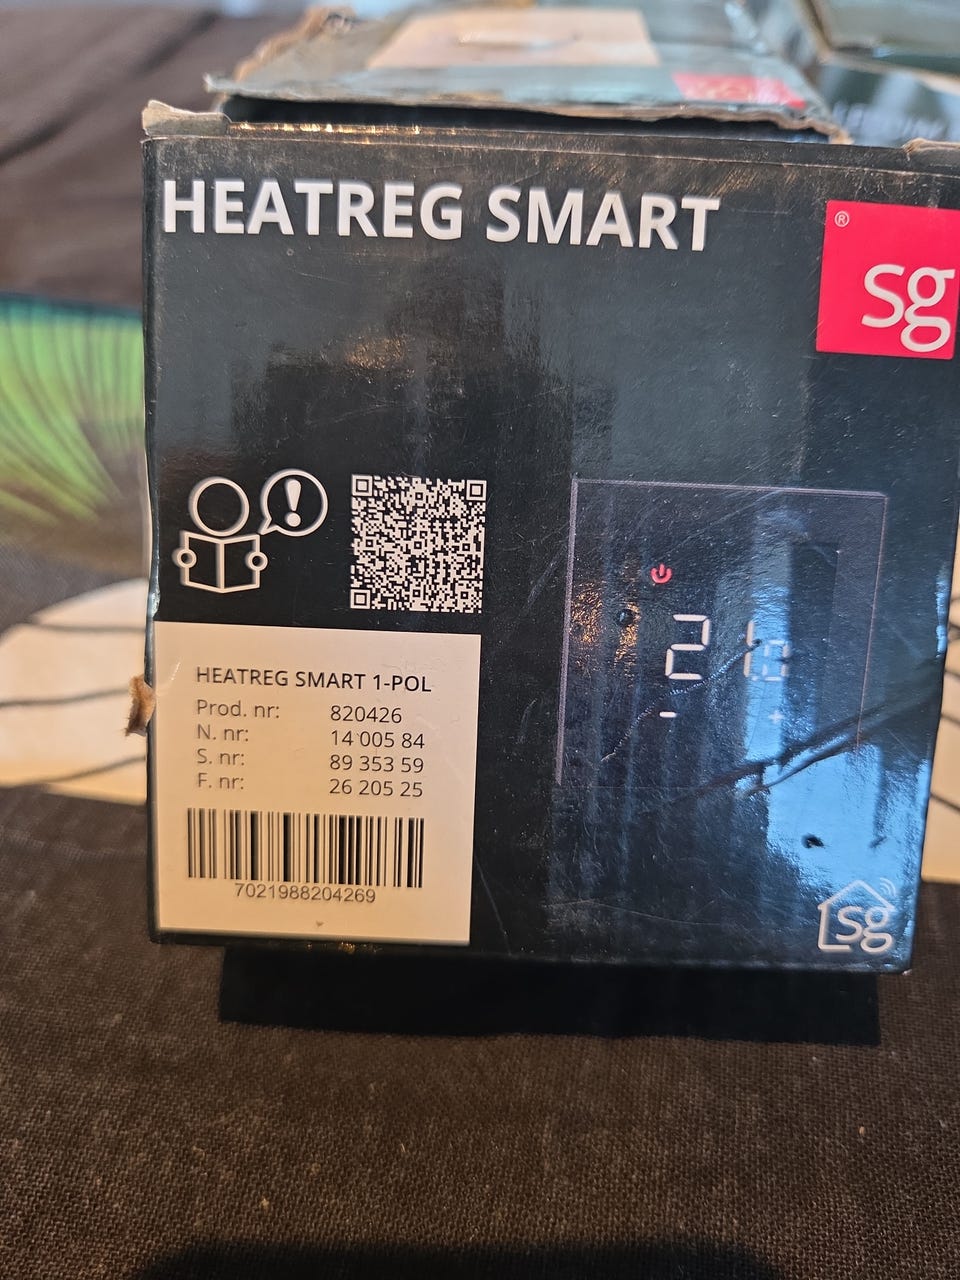 HEATREG SMART
®
sg
26
- +
HEATREG SMART 1-POL
Prod. nr: 820426
N. nr: 14 005 84
S. nr: 89 353 59
F. nr: 26 205 25
7021988204269
sg